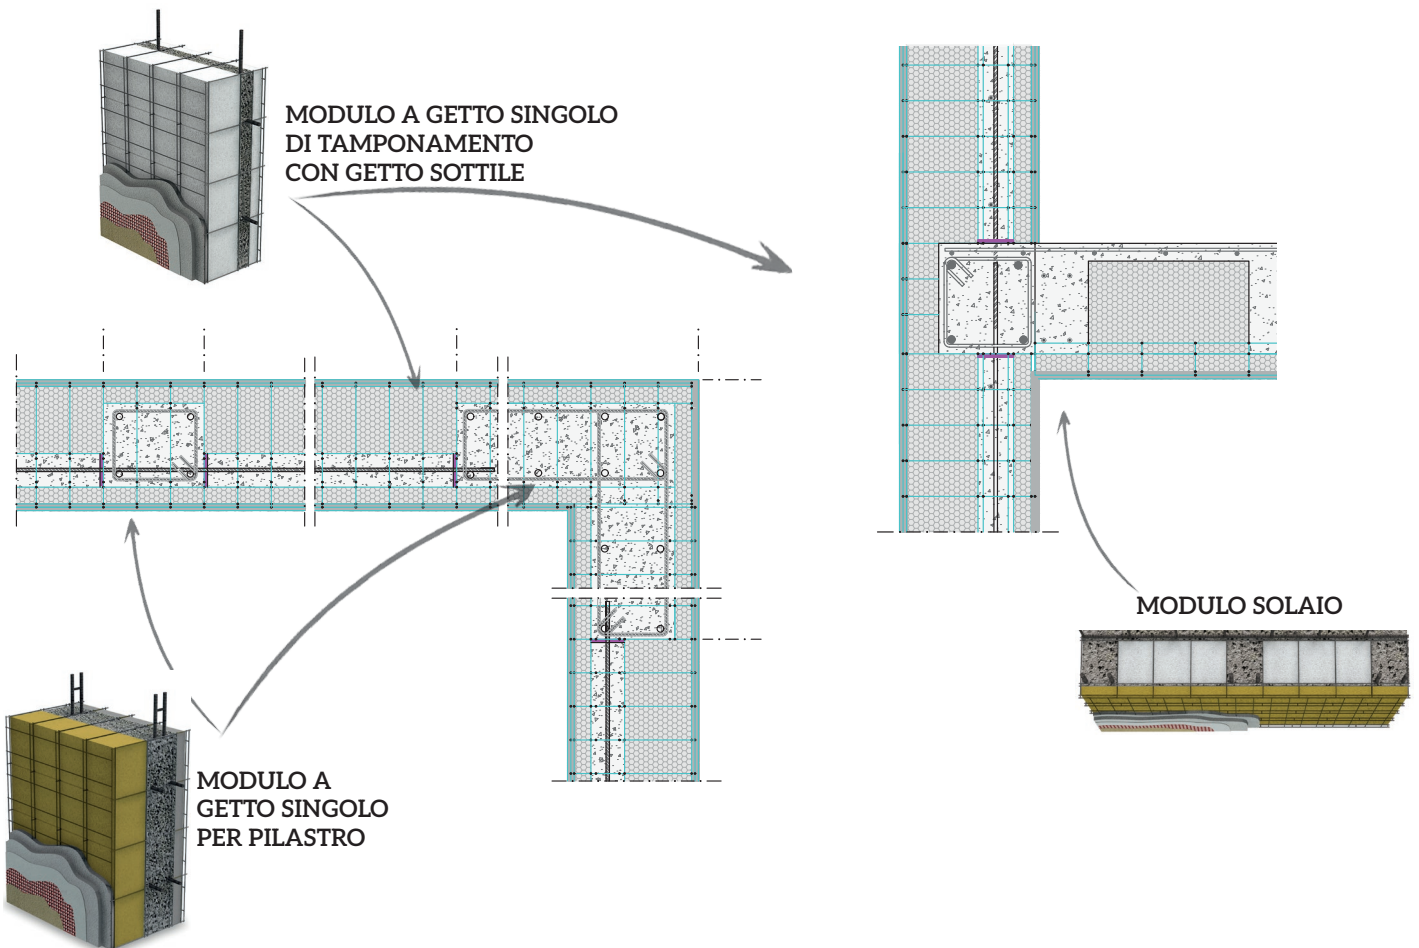 MODULO A GETTO SINGOLO
DI TAMPONAMENTO
CON GETTO SOTTILE
MODULO SOLAIO
MODULO A
GETTO SINGOLO
PER PILASTRO